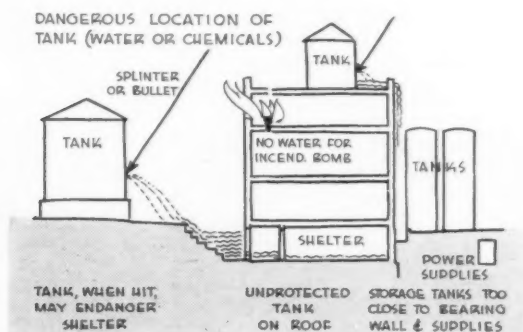 DANGEROUS LOCATION OF
TANK (WATER OR CHEMICALS)
SPLINTER
OR BULLET
TANK
TANK
NO WATER FOR
INCEND. BOMB
TANKS
SHELTER
POWER
SUPPLIES
TANK, WHEN HIT,
MAY ENDANGER
SHELTER
UNPROTECTED
TANK
ON ROOF
STORAGE TANKS TOO
CLOSE TO BEARING
WALL & SUPPLIES